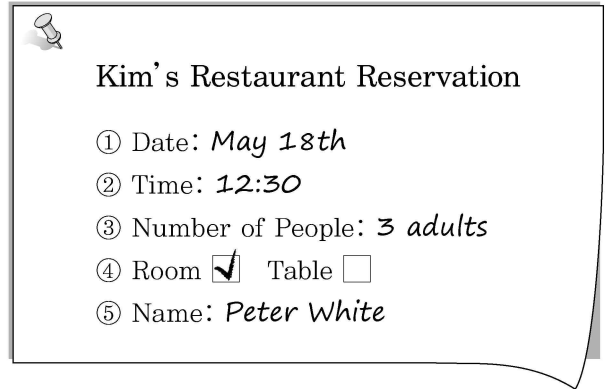 Kim's Restaurant Reservation
① Date: May 18th
② Time: 12:30
③ Number of People: 3 adults
④ Room ☑ Table ☐
⑤ Name: Peter White